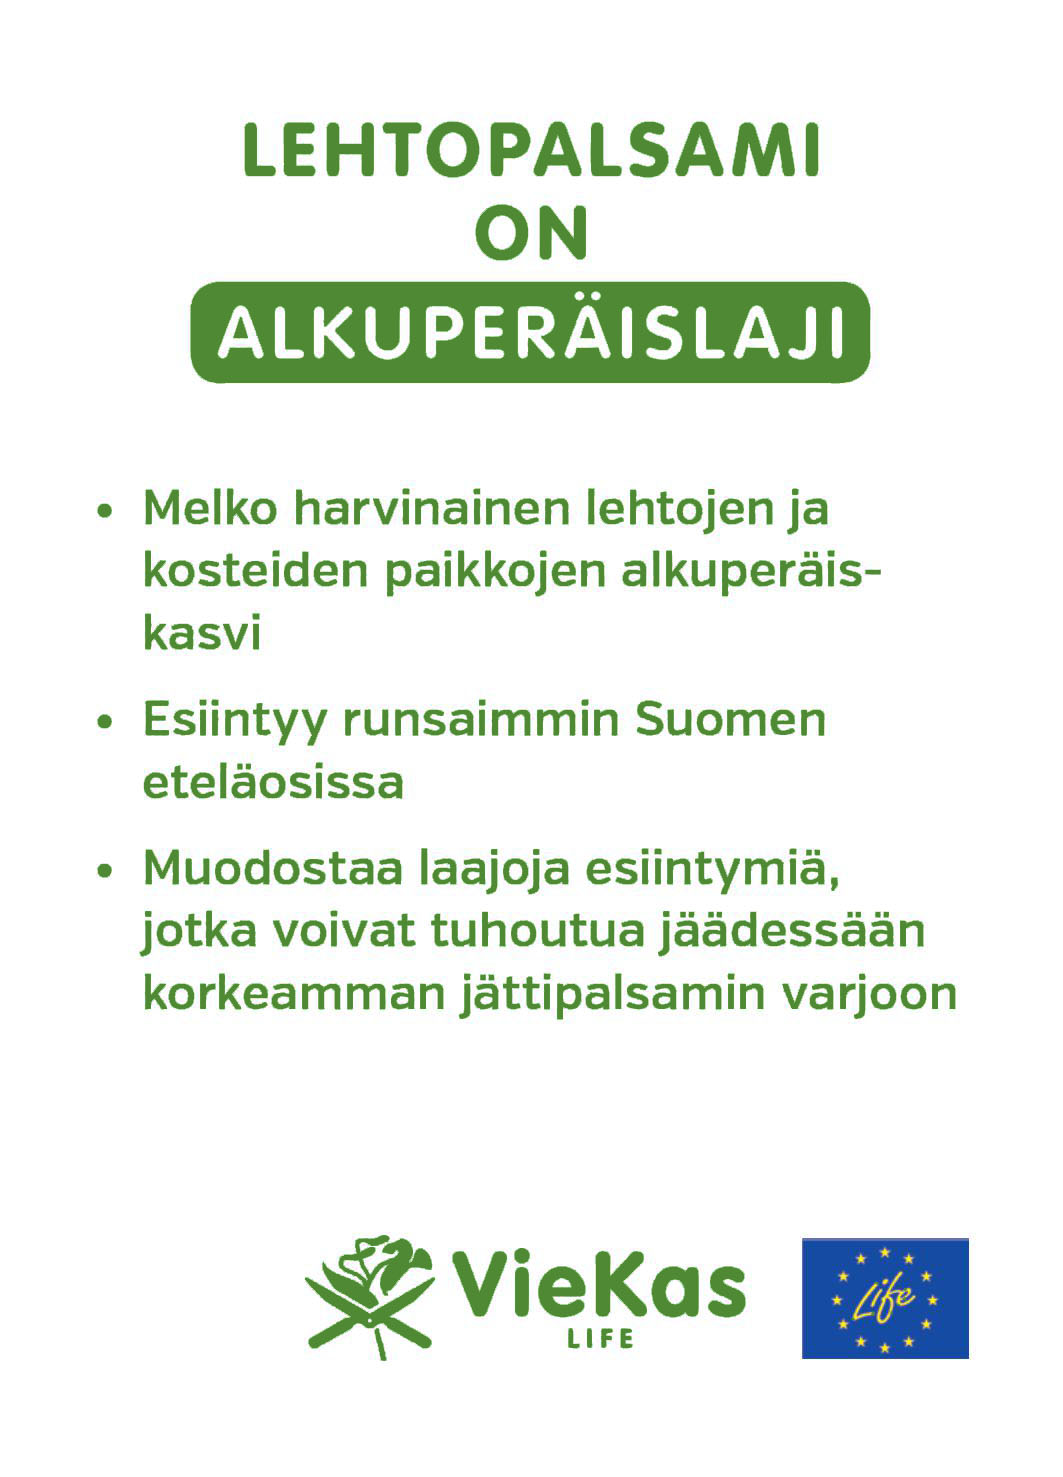 LEHTOPALSAMI
ON
ALKUPERÄISLAJI
• Melko harvinainen lehtojen ja
kosteiden paikkojen alkuperäis-
kasvi
• Esiintyy runsaimmin Suomen
eteläosissa
• Muodostaa laajoja esiintymiä,
jotka voivat tuhoutua jäädessään
korkeamman jättipalsamin varjoon
VieKas
LIFE
Life